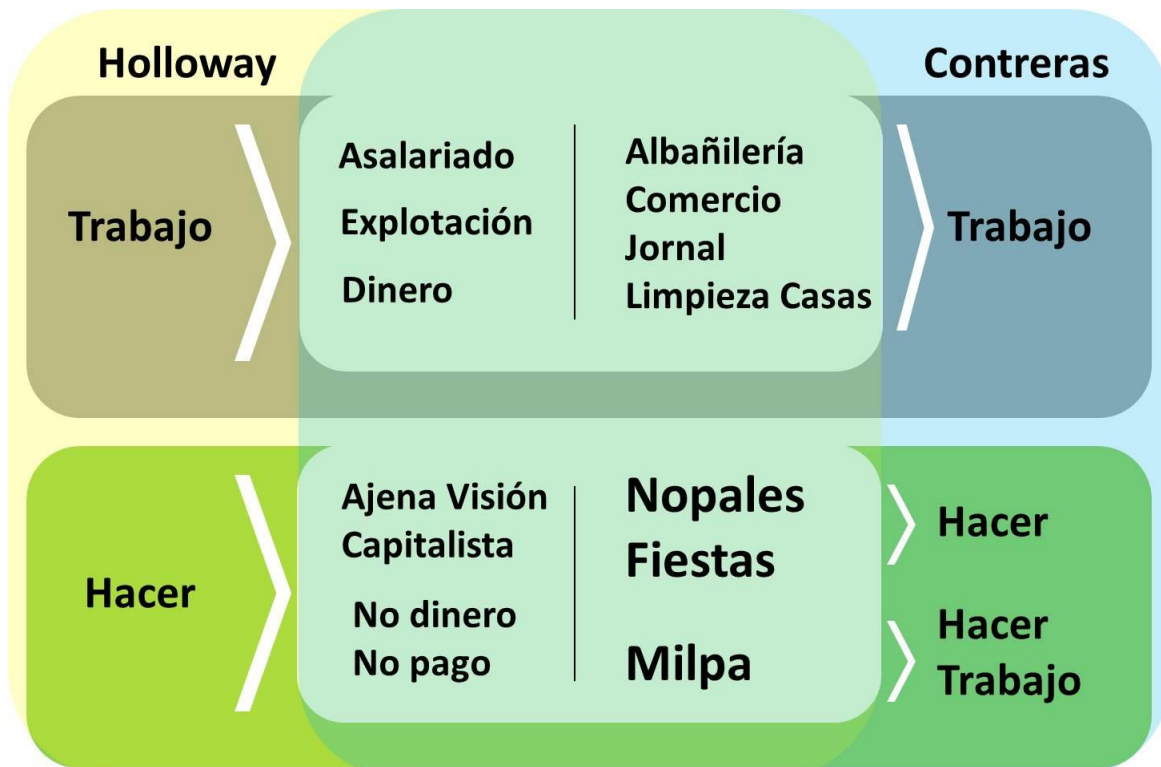 Holloway
Contreras
Trabajo
Asalariado
Explotación
Dinero
Albañilería
Comercio
Jornal
Limpieza Casas
Trabajo
Hacer
Ajena Visión
Capitalista
No dinero
No pago
Nopales
Fiestas
Milpa
Hacer
Hacer
Trabajo